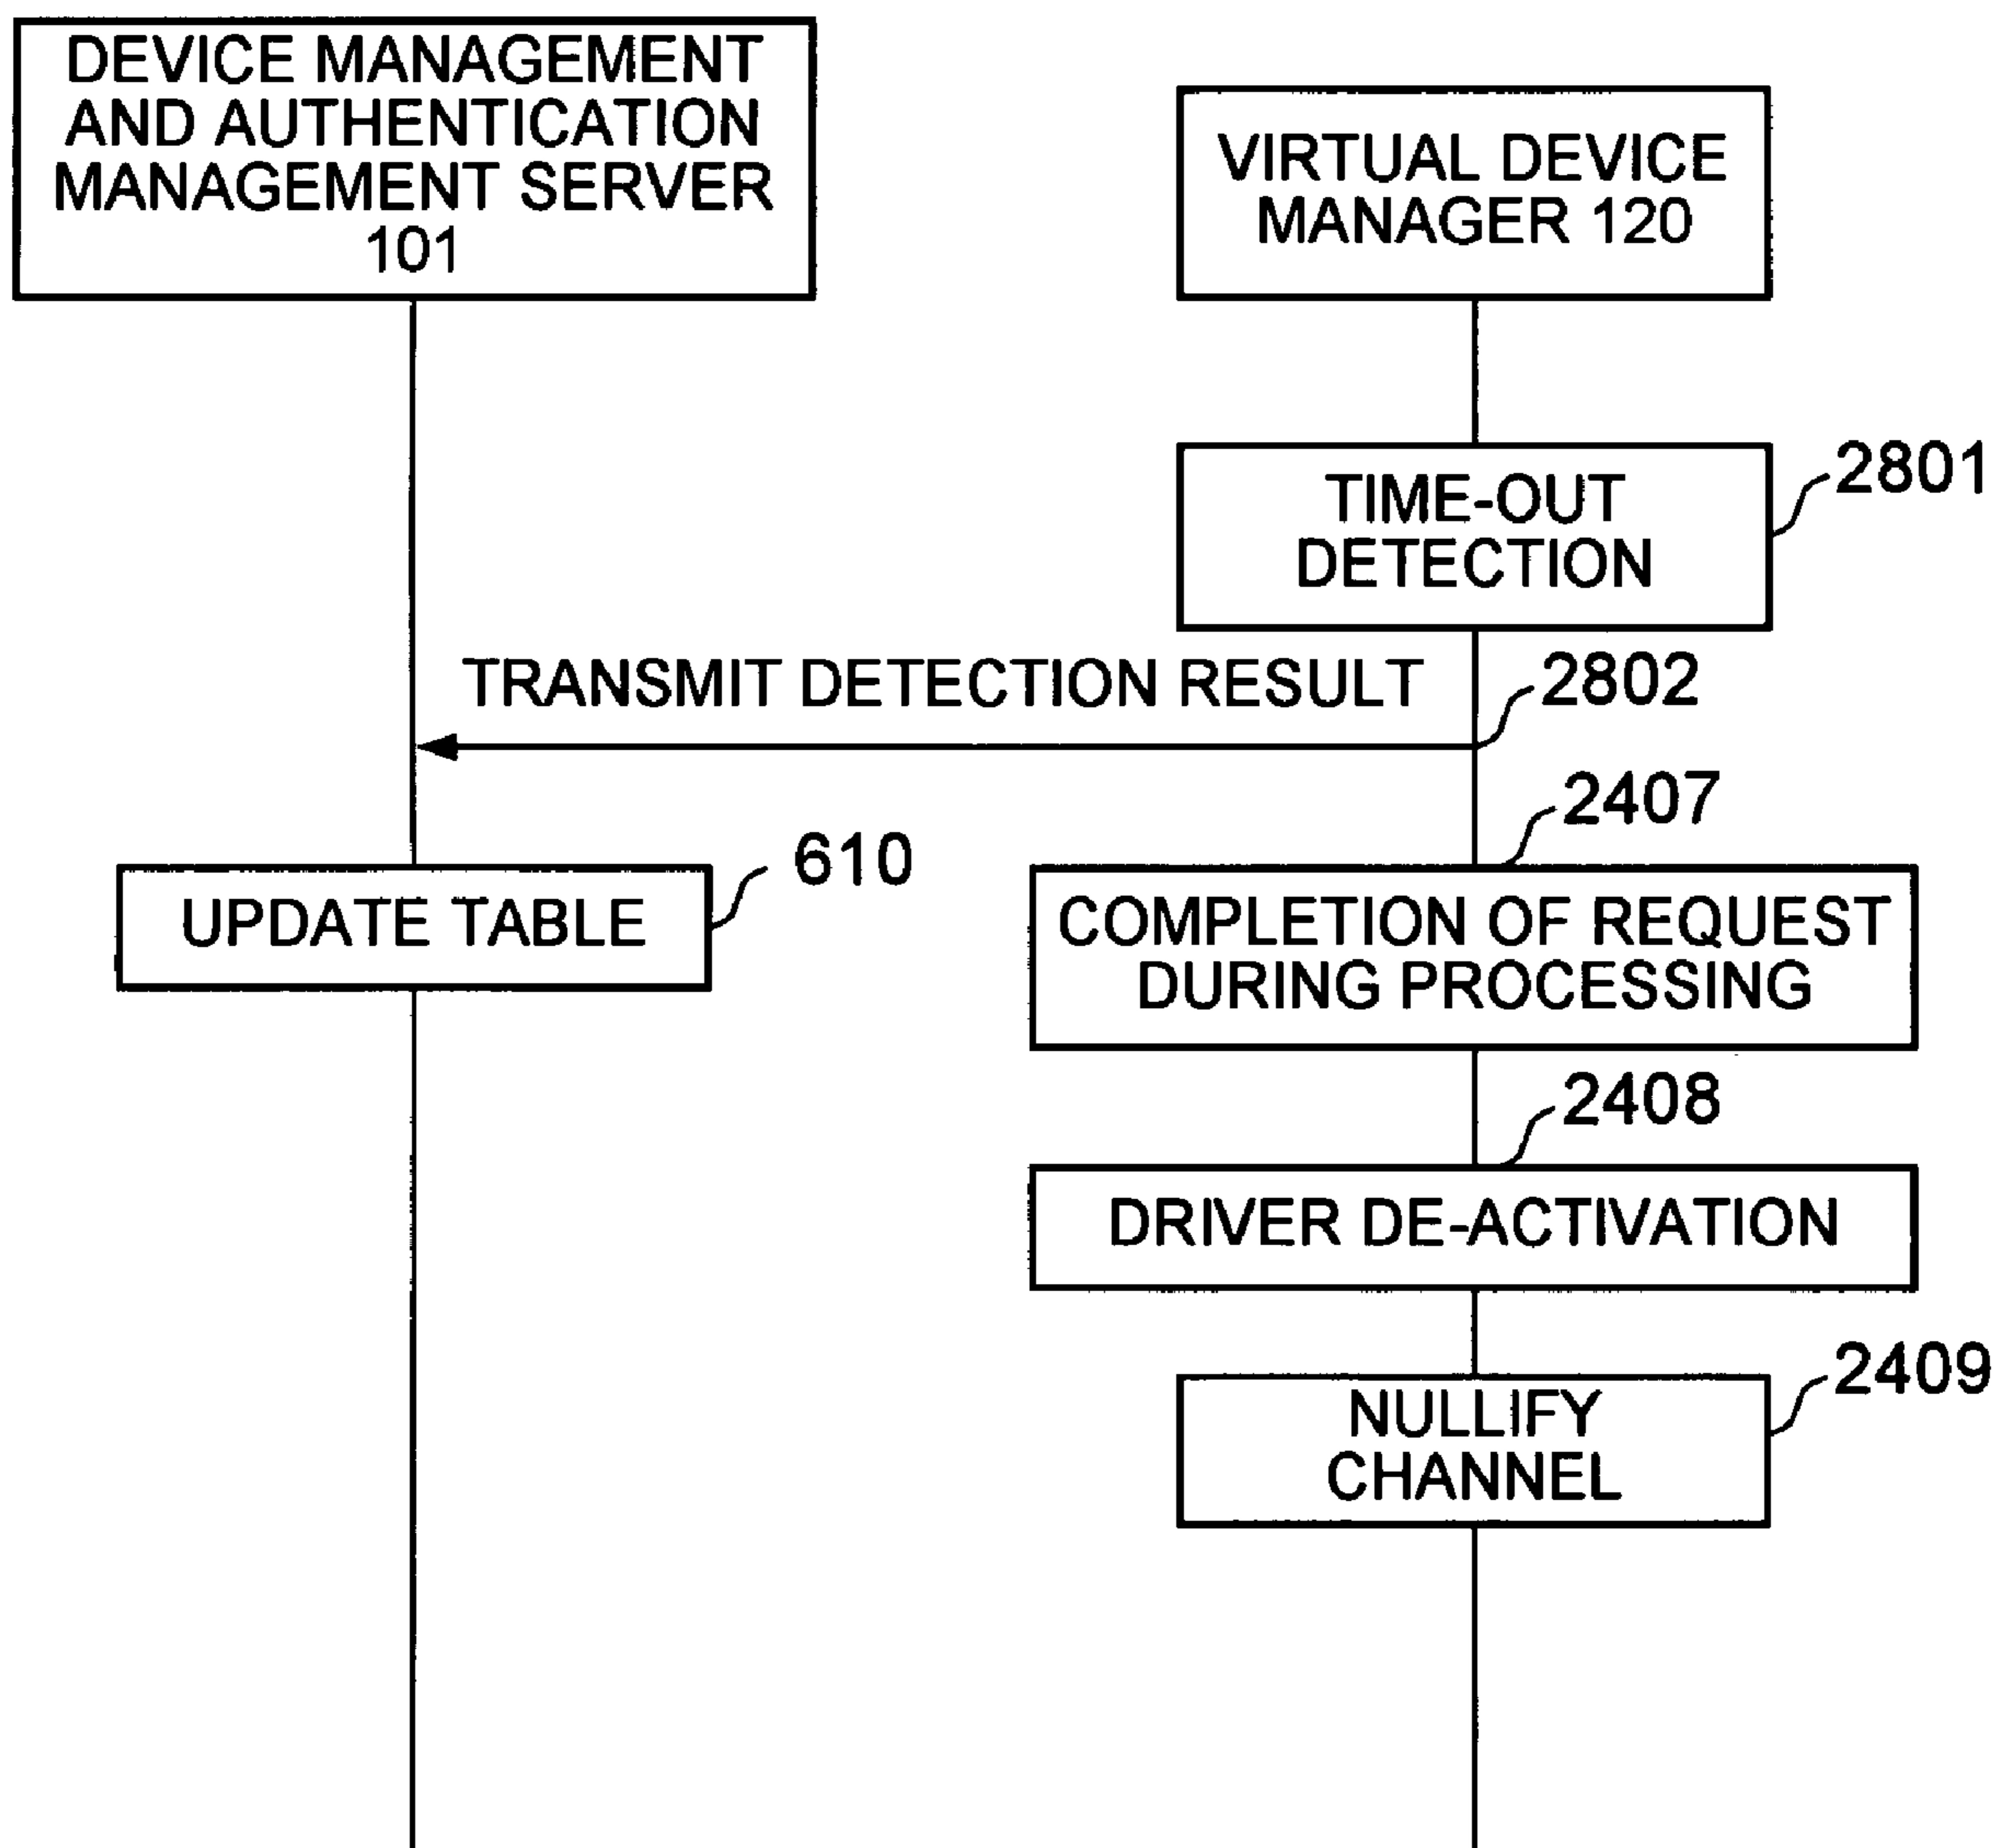 DEVICE MANAGEMENT
AND AUTHENTICATION
MANAGEMENT SERVER
101
VIRTUAL DEVICE
MANAGER 120
TIME-OUT
DETECTION
2801
TRANSMIT DETECTION RESULT
2802
2407
UPDATE TABLE
610
COMPLETION OF REQUEST
DURING PROCESSING
2408
DRIVER DE-ACTIVATION
2409
NULLIFY
CHANNEL